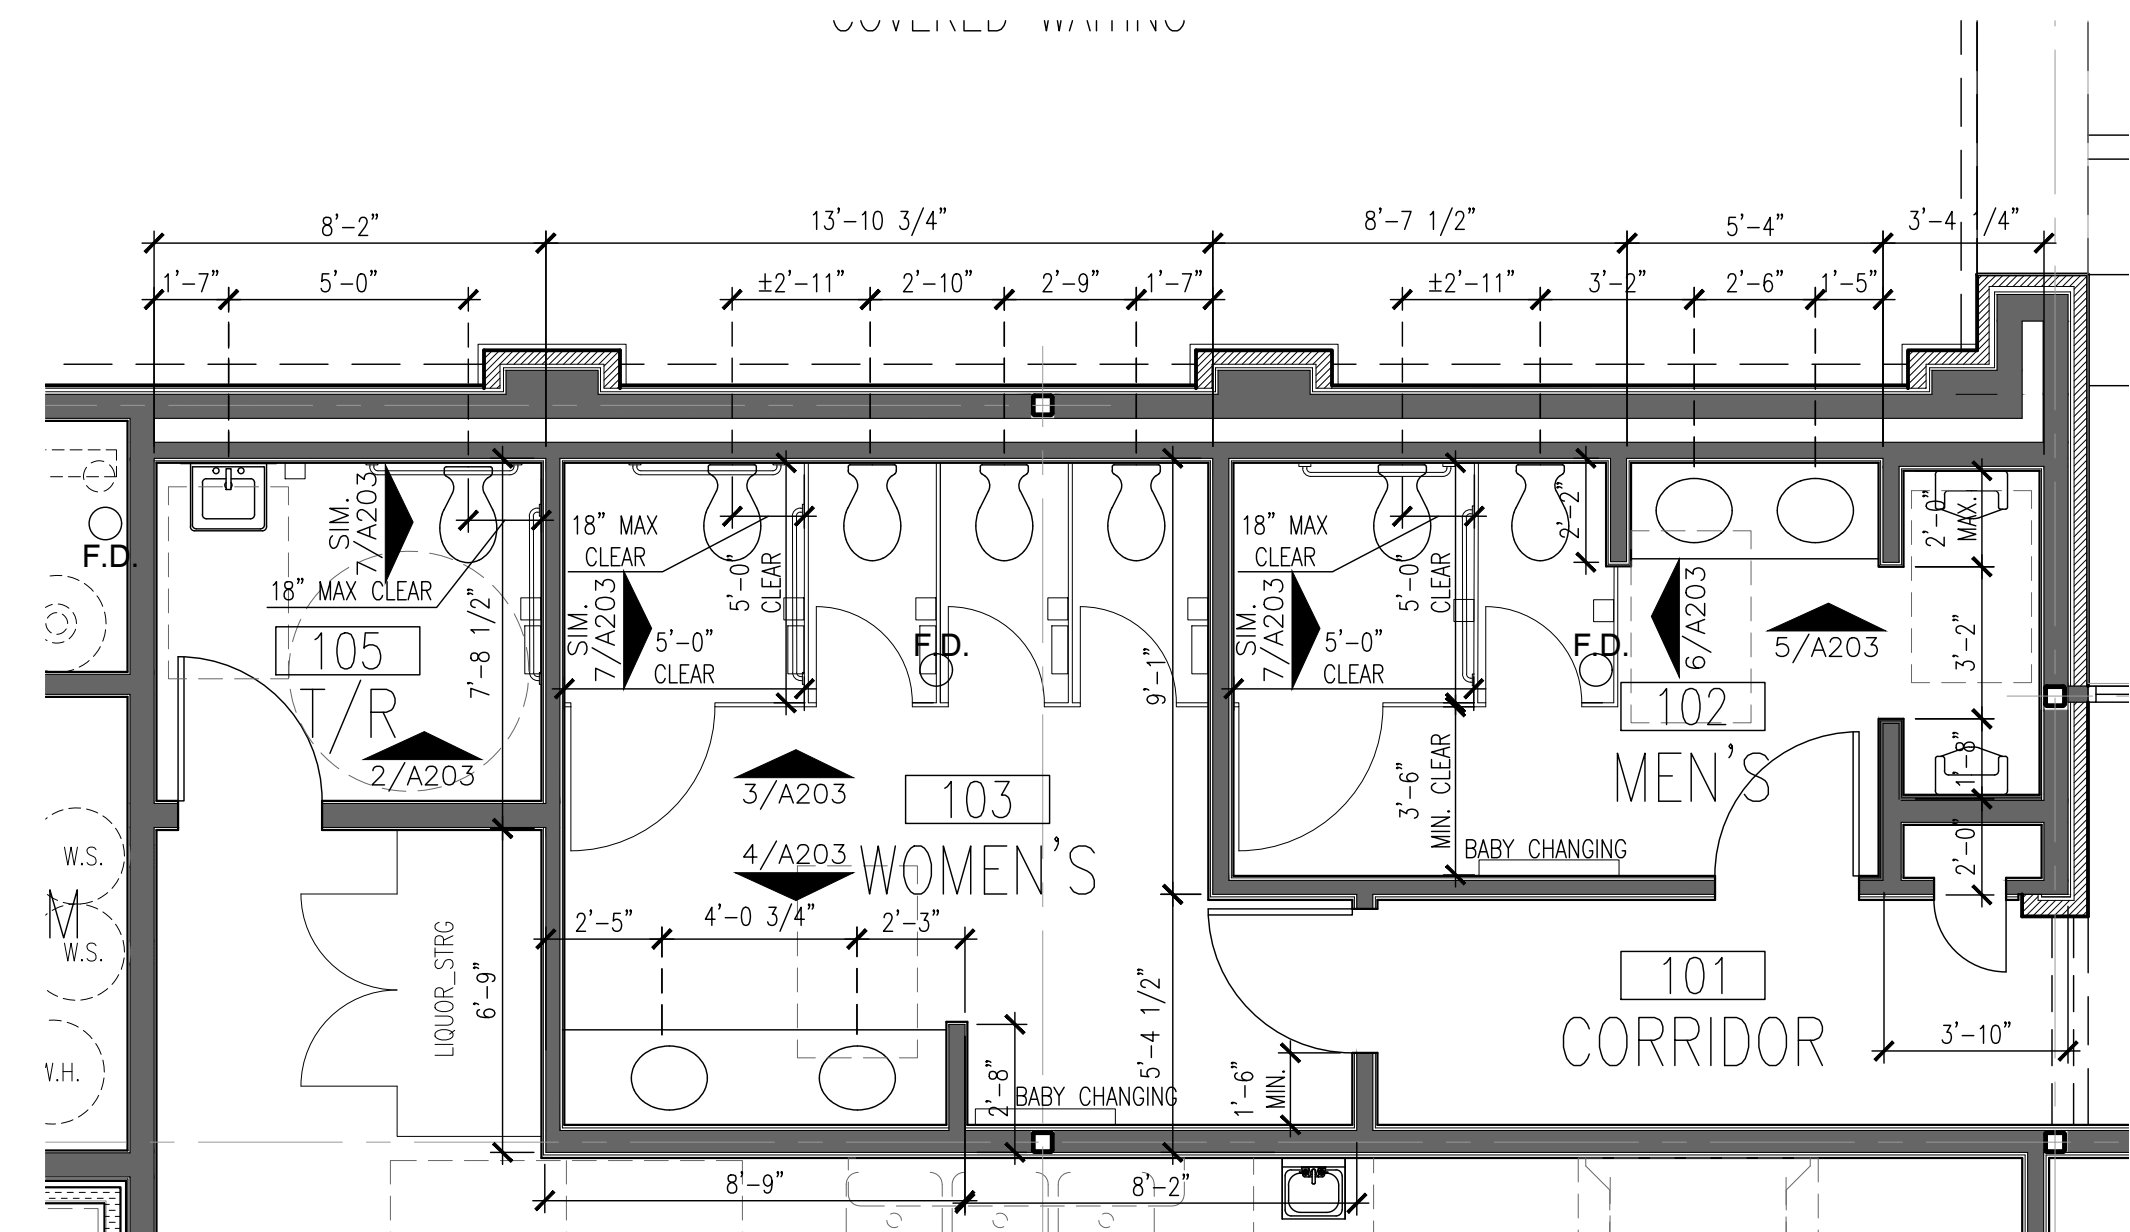 COVERED WAITING
8'-2"
13'-10 3/4"
8'-7 1/2"
5'-4"
3'-4 1/4"
1'-7"
5'-0"
±2'-11"
2'-10"
2'-9"
1'-7"
±2'-11"
3'-2"
2'-6"
1'-5"
F.D.
SIM.
7/A203
18" MAX CLEAR
105
T/R
7'-8 1/2"
2/A203
18" MAX
CLEAR
5'-0"
CLEAR
SIM.
7/A203
5'-0"
CLEAR
F.D.
9'-1"
3/A203
103
WOMEN'S
4/A203
18" MAX
CLEAR
5'-0"
CLEAR
SIM.
7/A203
5'-0"
CLEAR
2'-2"
F.D.
6/A203
5/A203
102
MEN'S
3'-6"
MIN. CLEAR
BABY CHANGING
2'-0"
MAX.
3'-2"
1'-8"
2'-0"
W.S.
M
W.S.
W.H.
LIQUOR_STRG
6'-9"
2'-5"
4'-0 3/4"
2'-3"
2'-8"
BABY CHANGING
5'-4 1/2"
1'-6"
MIN.
101
CORRIDOR
3'-10"
8'-9"
8'-2"